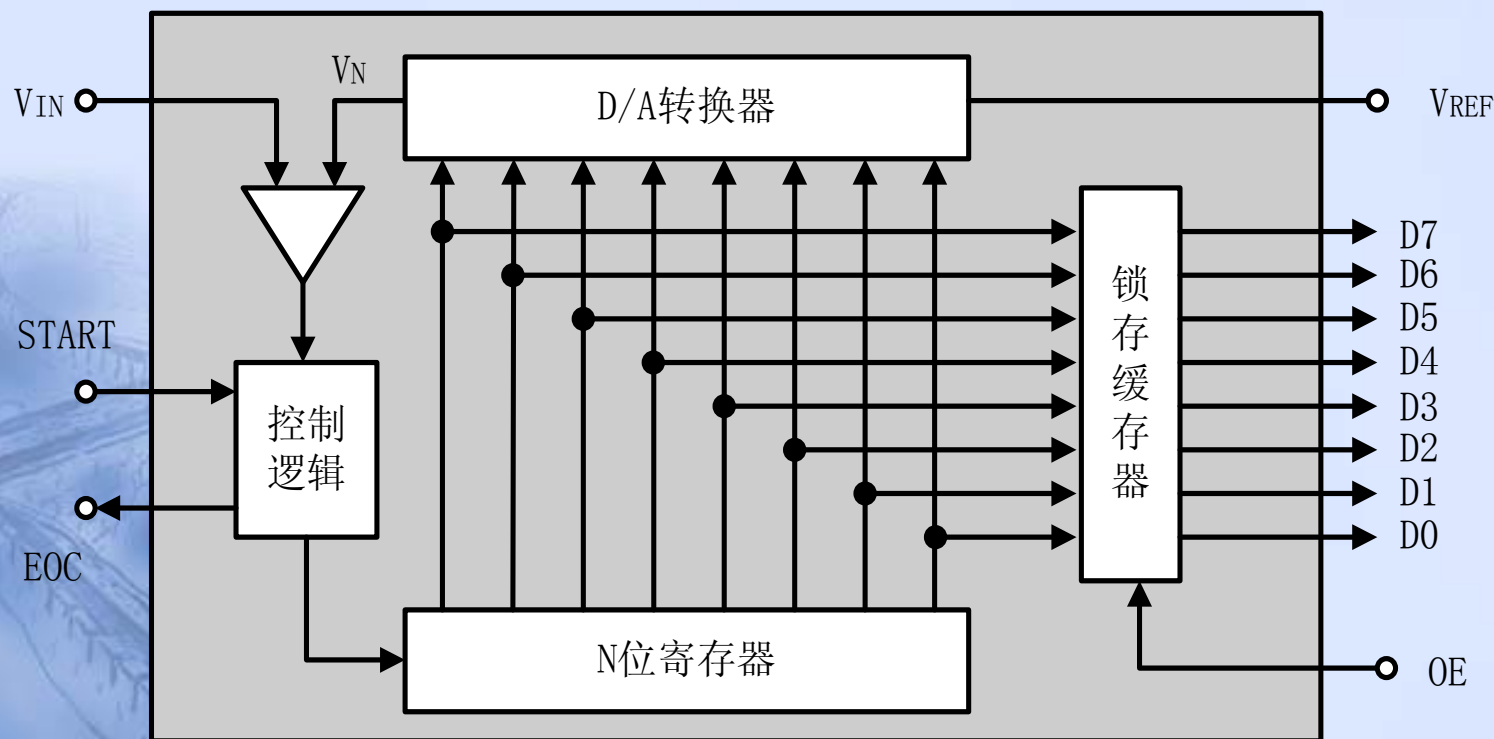 VIN
VN
D/A转换器
VREF
START
控制
逻辑
EOC
N位寄存器
锁
存
缓
存
器
D7
D6
D5
D4
D3
D2
D1
D0
OE